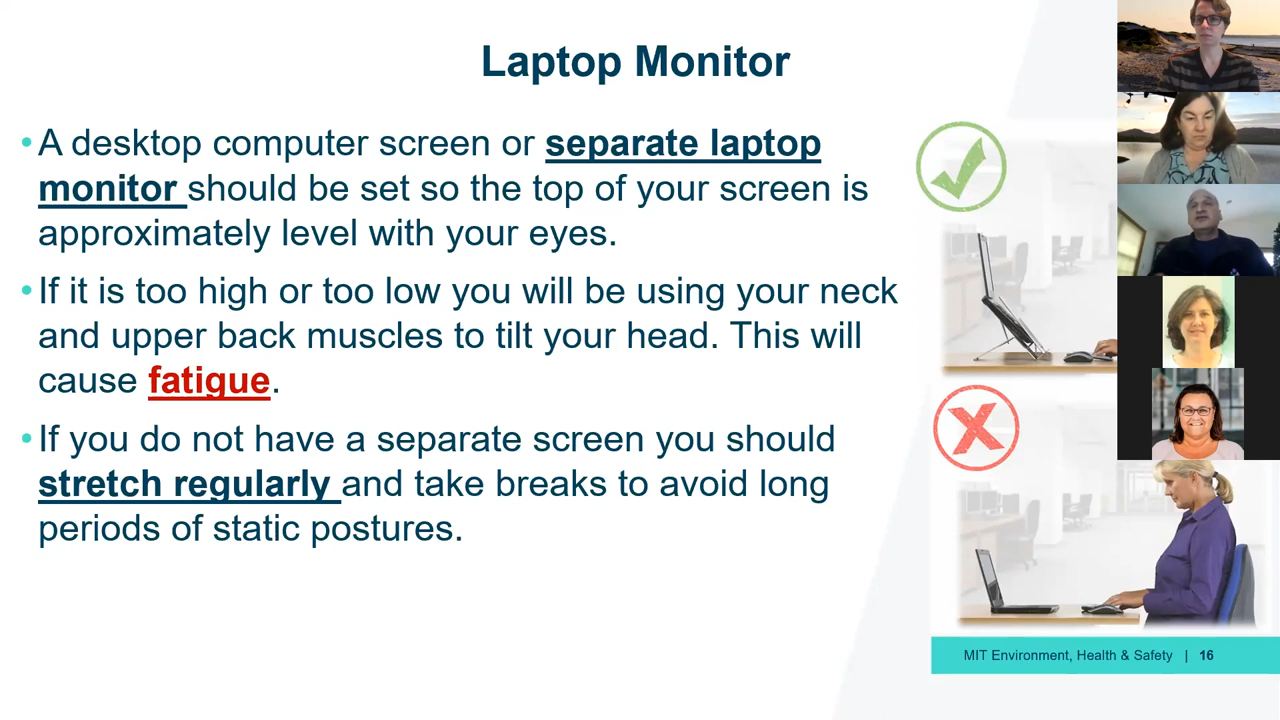 Laptop Monitor
•A desktop computer screen or separate laptop
monitor should be set so the top of your screen is
approximately level with your eyes.
•If it is too high or too low you will be using your neck
and upper back muscles to tilt your head. This will
cause fatigue.
•If you do not have a separate screen you should
stretch regularly and take breaks to avoid long
periods of static postures.
MIT Environment, Health & Safety | 16